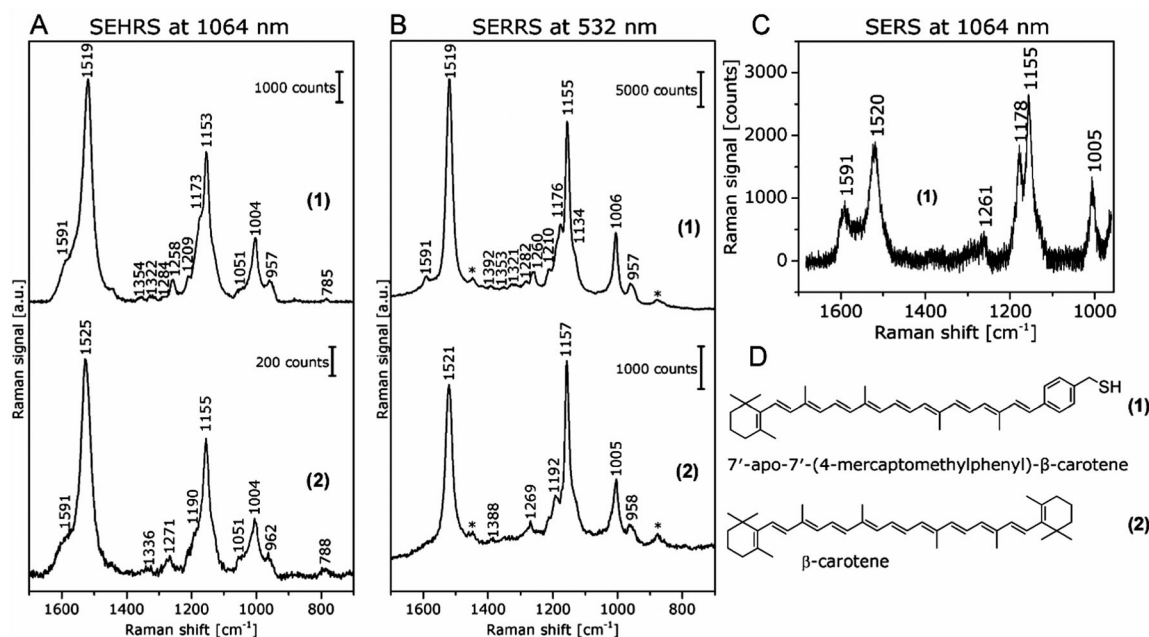 A
SEHRS at 1064 nm
1519
1000 counts
1153
1173
(1)
1591
1354
1322
1284
1258
1209
1051
1004
957
785
1525
200 counts
1155
(2)
1591
1336
1271
1190
1051
1004
962
788
Raman signal [a.u.]
Raman signal [a.u.]
1600 1400 1200 1000 800
Raman shift [cm-1]
B
SERRS at 532 nm
1519
5000 counts
1155
1176
1134
(1)
1591
*
1392
1353
1321
1282
1260
1210
1006
957
*
1521
1000 counts
1157
(2)
*
1388
1269
1192
1005
958
*
Raman signal [a.u.]
Raman signal [a.u.]
1600 1400 1200 1000 800
Raman shift [cm-1]
C
SERS at 1064 nm
Raman signal [counts]
3000
2000
1000
0
1591
1520
(1)
1261
1178
1155
1005
1600 1400 1200 1000
Raman shift [cm-1]
D
SH
(1)
7′-apo-7′-(4-mercaptomethylphenyl)-β-carotene
(2)
β-carotene